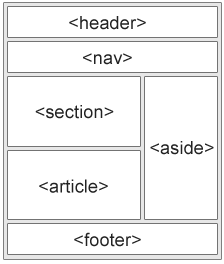 <header>
<nav>
<section>
<aside>
<article>
<footer>